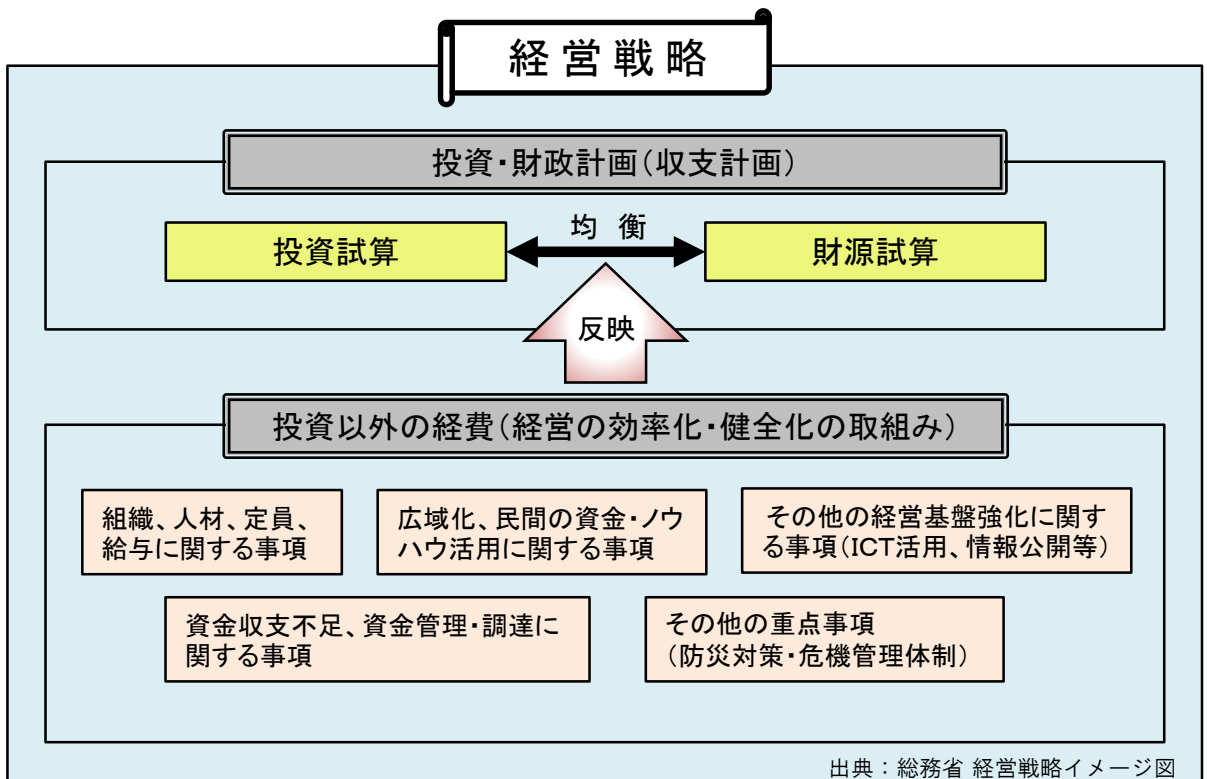 経営戦略
投資・財政計画（収支計画）
均 衡
投資試算
財源試算
反映
投資以外の経費（経営の効率化・健全化の取組み）
組織、人材、定員、
給与に関する事項
広域化、民間の資金・ノウ
ハウ活用に関する事項
その他の経営基盤強化に関す
る事項（ICT活用、情報公開等）
資金収支不足、資金管理・調達に
関する事項
その他の重点事項
（防災対策・危機管理体制）
出典：総務省 経営戦略イメージ図